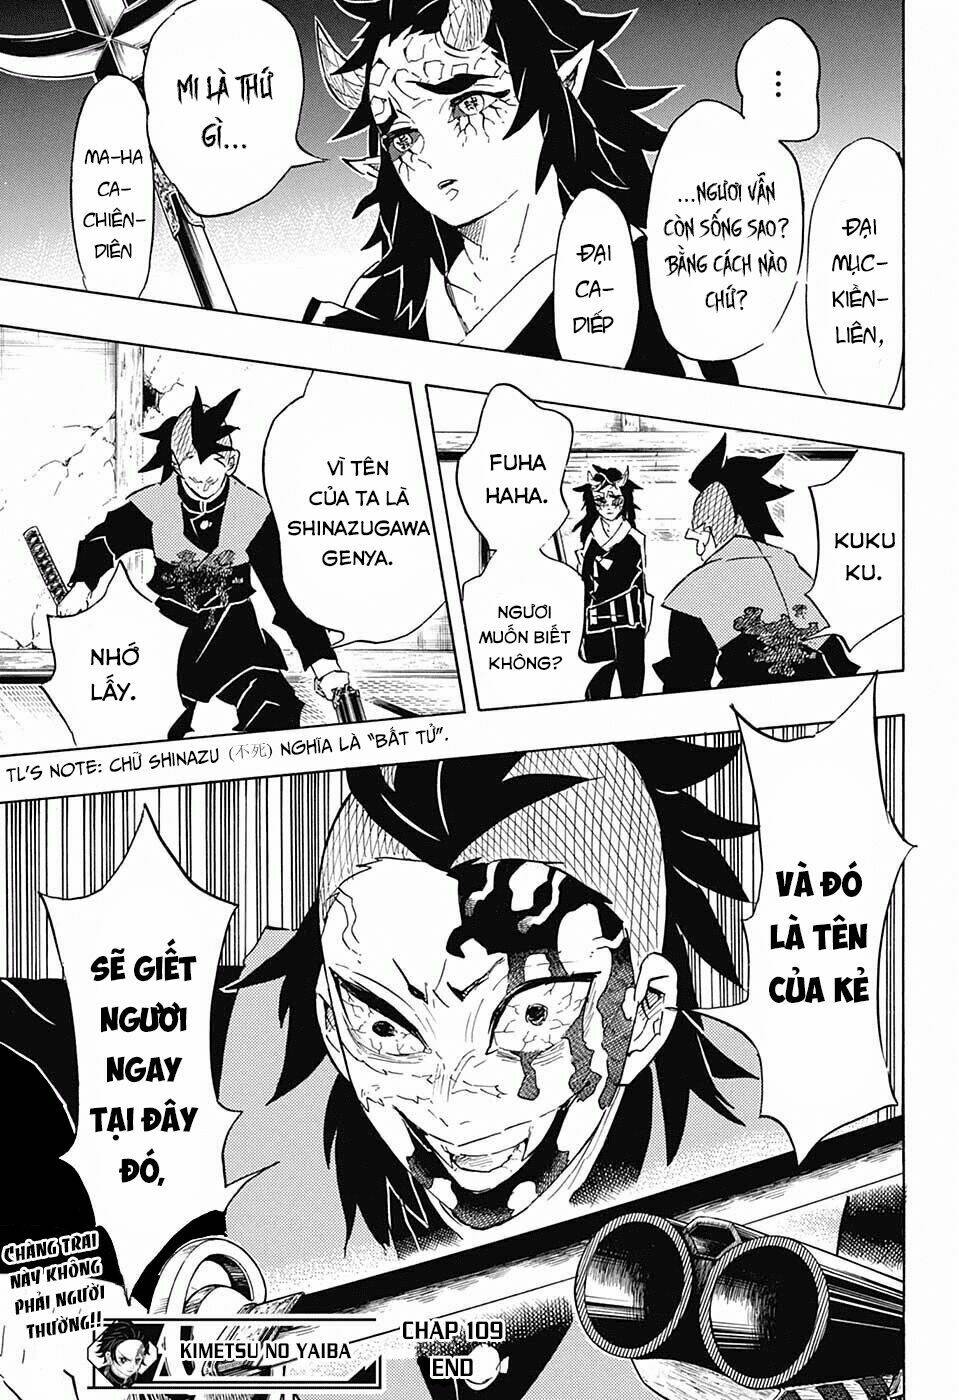 ...
...NGƯƠI VẪN
CÒN SỐNG SAO?
BẰNG CÁCH NÀO
CHỨ?
ĐẠI
MỤC-
KIỀN-
LIÊN,
ĐẠI
CA-
DIẾP
MI LÀ THỨ
GÌ...
MA-HA
CA-
CHIÊN-
DIÊN
KUKU
KU.
FUHA
HAHA.
NGƯƠI
MUỐN BIẾT
KHÔNG?
VÌ TÊN
CỦA TA LÀ
SHINAZUGAWA
GENYA.
NHỚ
LẤY.
TL'S NOTE: CHỮ SHINAZU (不死) NGHĨA LÀ "BẤT TỬ".
VÀ ĐÓ
LÀ TÊN
CỦA KẺ
SẼ GIẾT
NGƯƠI
NGAY
TẠI ĐÂY
ĐÓ,
CHÀNG TRAI
NÀY KHÔNG
PHẢI NGƯỜI
THƯỜNG!!
KIMETSU NO YAIBA
CHAP 109
END